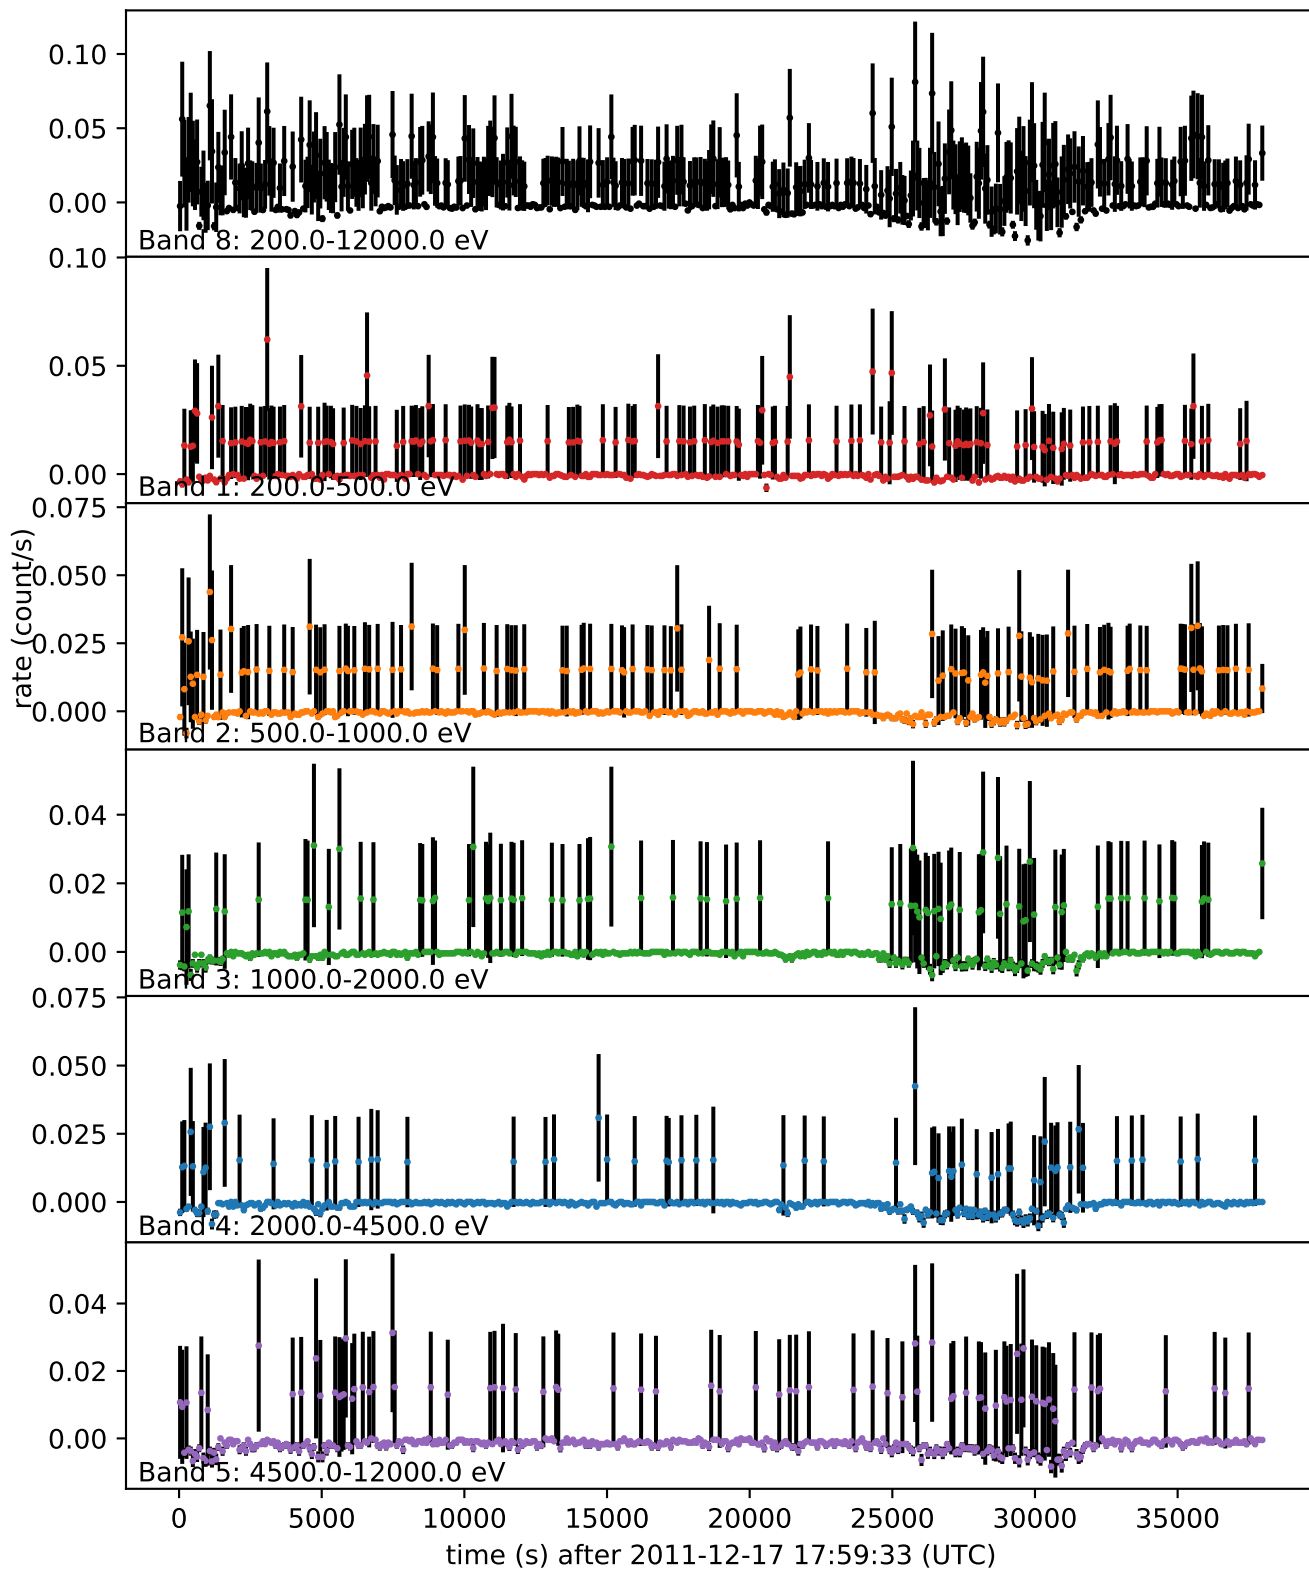 0.10
0.05
0.00
Band 8: 200.0-12000.0 eV
0.10
0.05
0.00
Band 1: 200.0-500.0 eV
0.075
0.050
0.025
0.000
rate (count/s)
Band 2: 500.0-1000.0 eV
0.04
0.02
0.00
Band 3: 1000.0-2000.0 eV
0.075
0.050
0.025
0.000
Band 4: 2000.0-4500.0 eV
0.04
0.02
0.00
Band 5: 4500.0-12000.0 eV
0 5000 10000 15000 20000 25000 30000 35000
time (s) after 2011-12-17 17:59:33 (UTC)